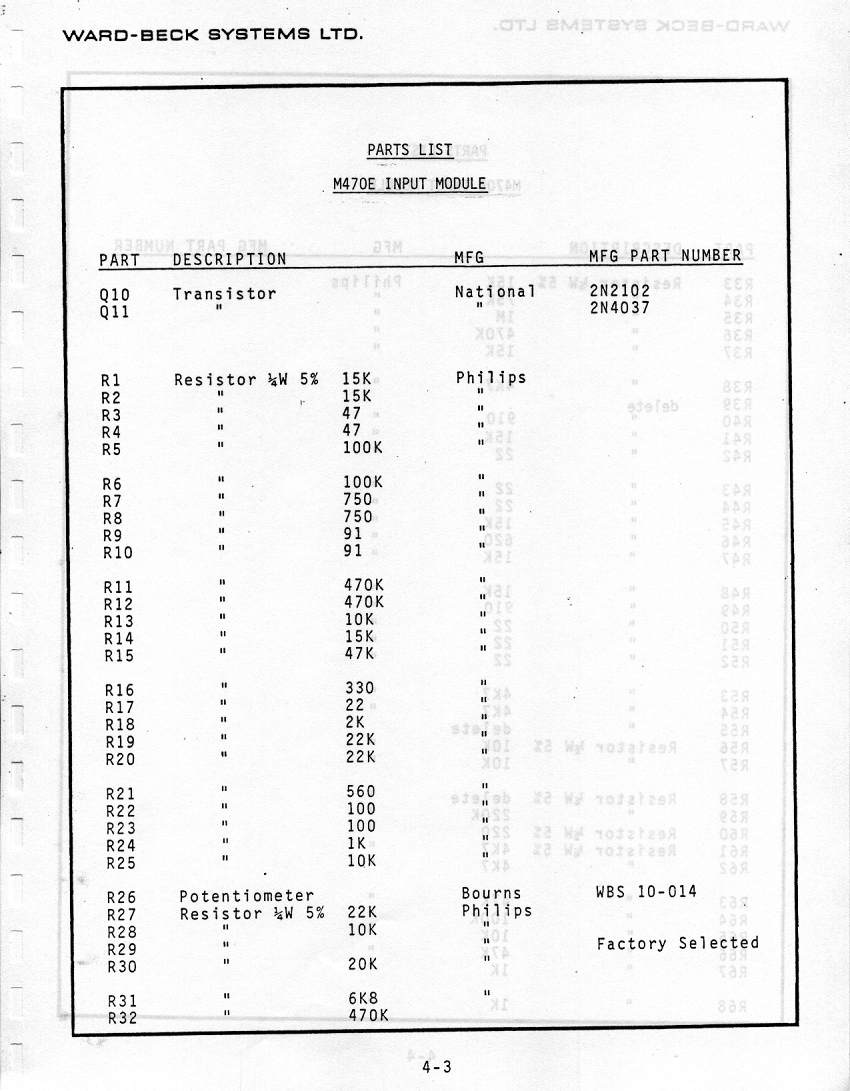 WARD-BECK SYSTEMS LTD.
PARTS LIST
M470E INPUT MODULE
PART DESCRIPTION MFG MFG PART NUMBER
Q10 Transistor National 2N2102
Q11 " " 2N4037
R1 Resistor ¼W 5% 15K Philips
R2 " 15K "
R3 " 47 "
R4 " 47 "
R5 " 100K "
R6 " 100K "
R7 " 750 "
R8 " 750 "
R9 " 91 "
R10 " 91 "
R11 " 470K "
R12 " 470K "
R13 " 10K "
R14 " 15K "
R15 " 47K "
R16 " 330 "
R17 " 22 "
R18 " 2K "
R19 " 22K "
R20 " 22K "
R21 " 560 "
R22 " 100 "
R23 " 100 "
R24 " 1K "
R25 " 10K "
R26 Potentiometer Bourns WBS 10-014
R27 Resistor ¼W 5% 22K Philips
R28 " 10K "
R29 " " Factory Selected
R30 " 20K "
R31 " 6K8 "
R32 " 470K
4-3